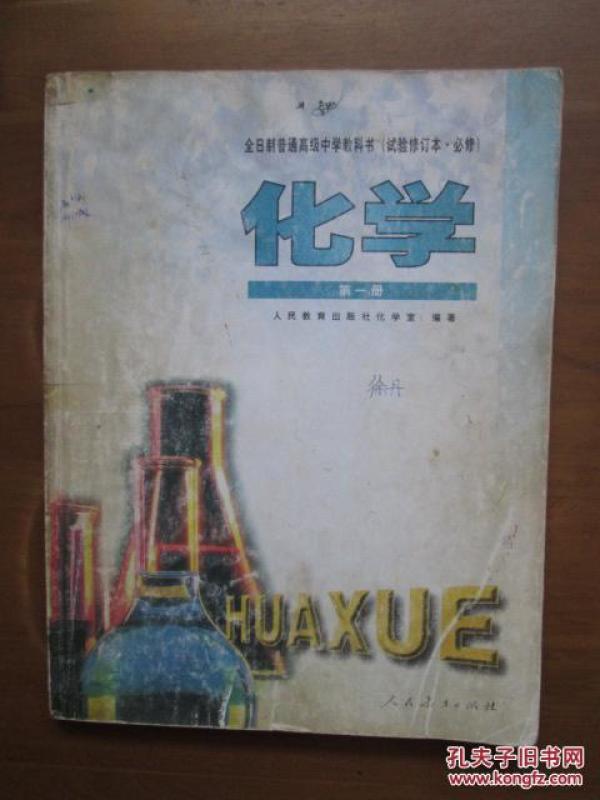 全日制普通高级中学教科书(试验修订本·必修)
化学
第一册
人民教育出版社化学室 编著
徐丹
HUAXUE
人民教育出版社
孔夫子旧书网
www.kongfz.com